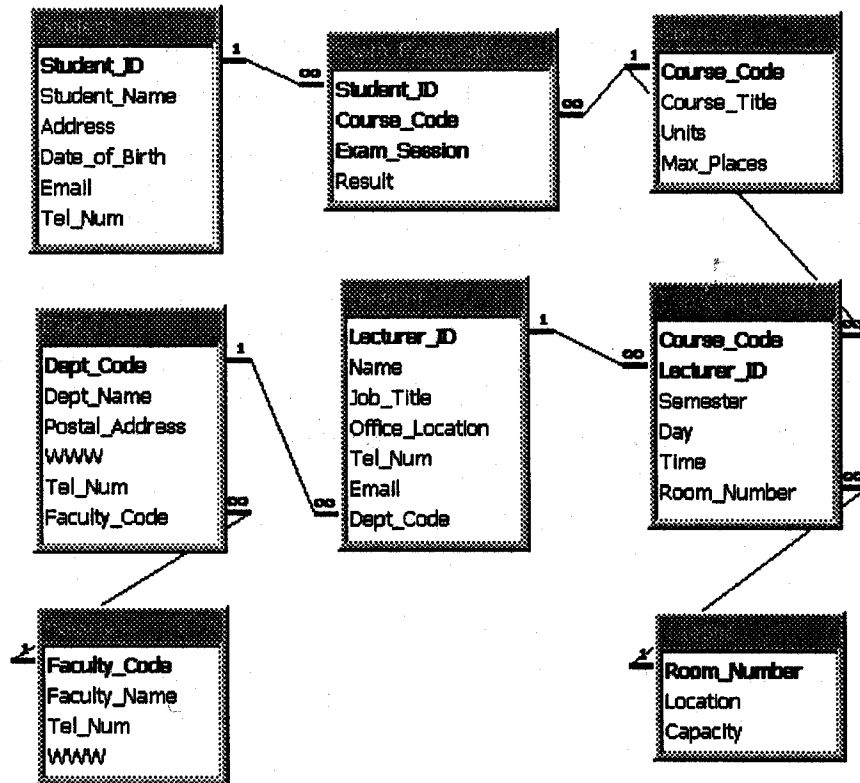 1
Student_ID
Student_Name
Address
Date_of_Birth
Email
Tel_Num
∞
Student_ID
Course_Code
Exam_Session
Result
∞
1
Course_Code
Course_Title
Units
Max_Places
1
Dept_Code
Dept_Name
Postal_Address
WWW
Tel_Num
Faculty_Code
∞
∞
Lecturer_ID
Name
Job_Title
Office_Location
Tel_Num
Email
Dept_Code
1
∞
Course_Code
Lecturer_ID
Semester
Day
Time
Room_Number
∞
∞
1
Faculty_Code
Faculty_Name
Tel_Num
WWW
1
Room_Number
Location
Capacity